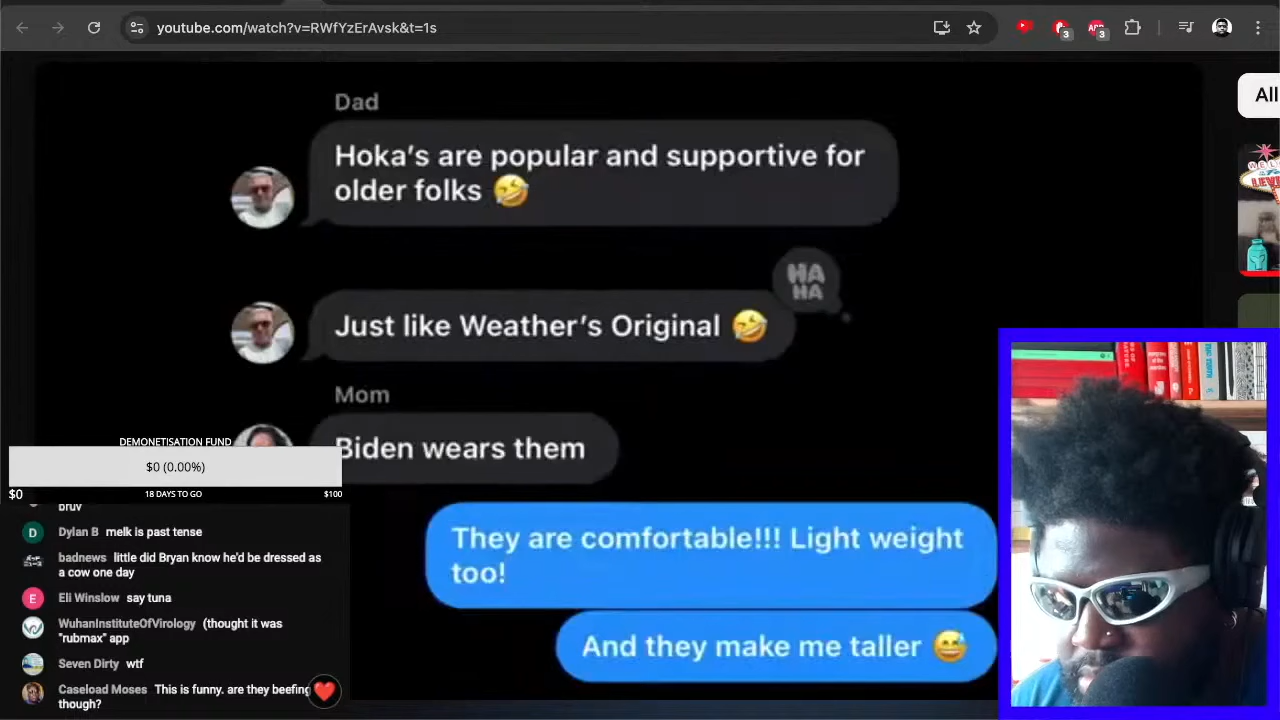 youtube.com/watch?v=RWfYzErAvsk&t=1s
3
3
All
Dad
Hoka's are popular and supportive for
older folks 🤣
HA
HA
Just like Weather's Original 🤣
Mom
Biden wears them
They are comfortable!!! Light weight
too!
And they make me taller 😅
DEMONETISATION FUND
$0 (0.00%)
$0
18 DAYS TO GO
$100
bruv
Dylan B melk is past tense
badnews little did Bryan know he'd be dressed as
a cow one day
Eli Winslow say tuna
WuhanInstituteOfVirology (thought it was
"rubmax" app
Seven Dirty wtf
Caseload Moses This is funny. are they beefing
though?